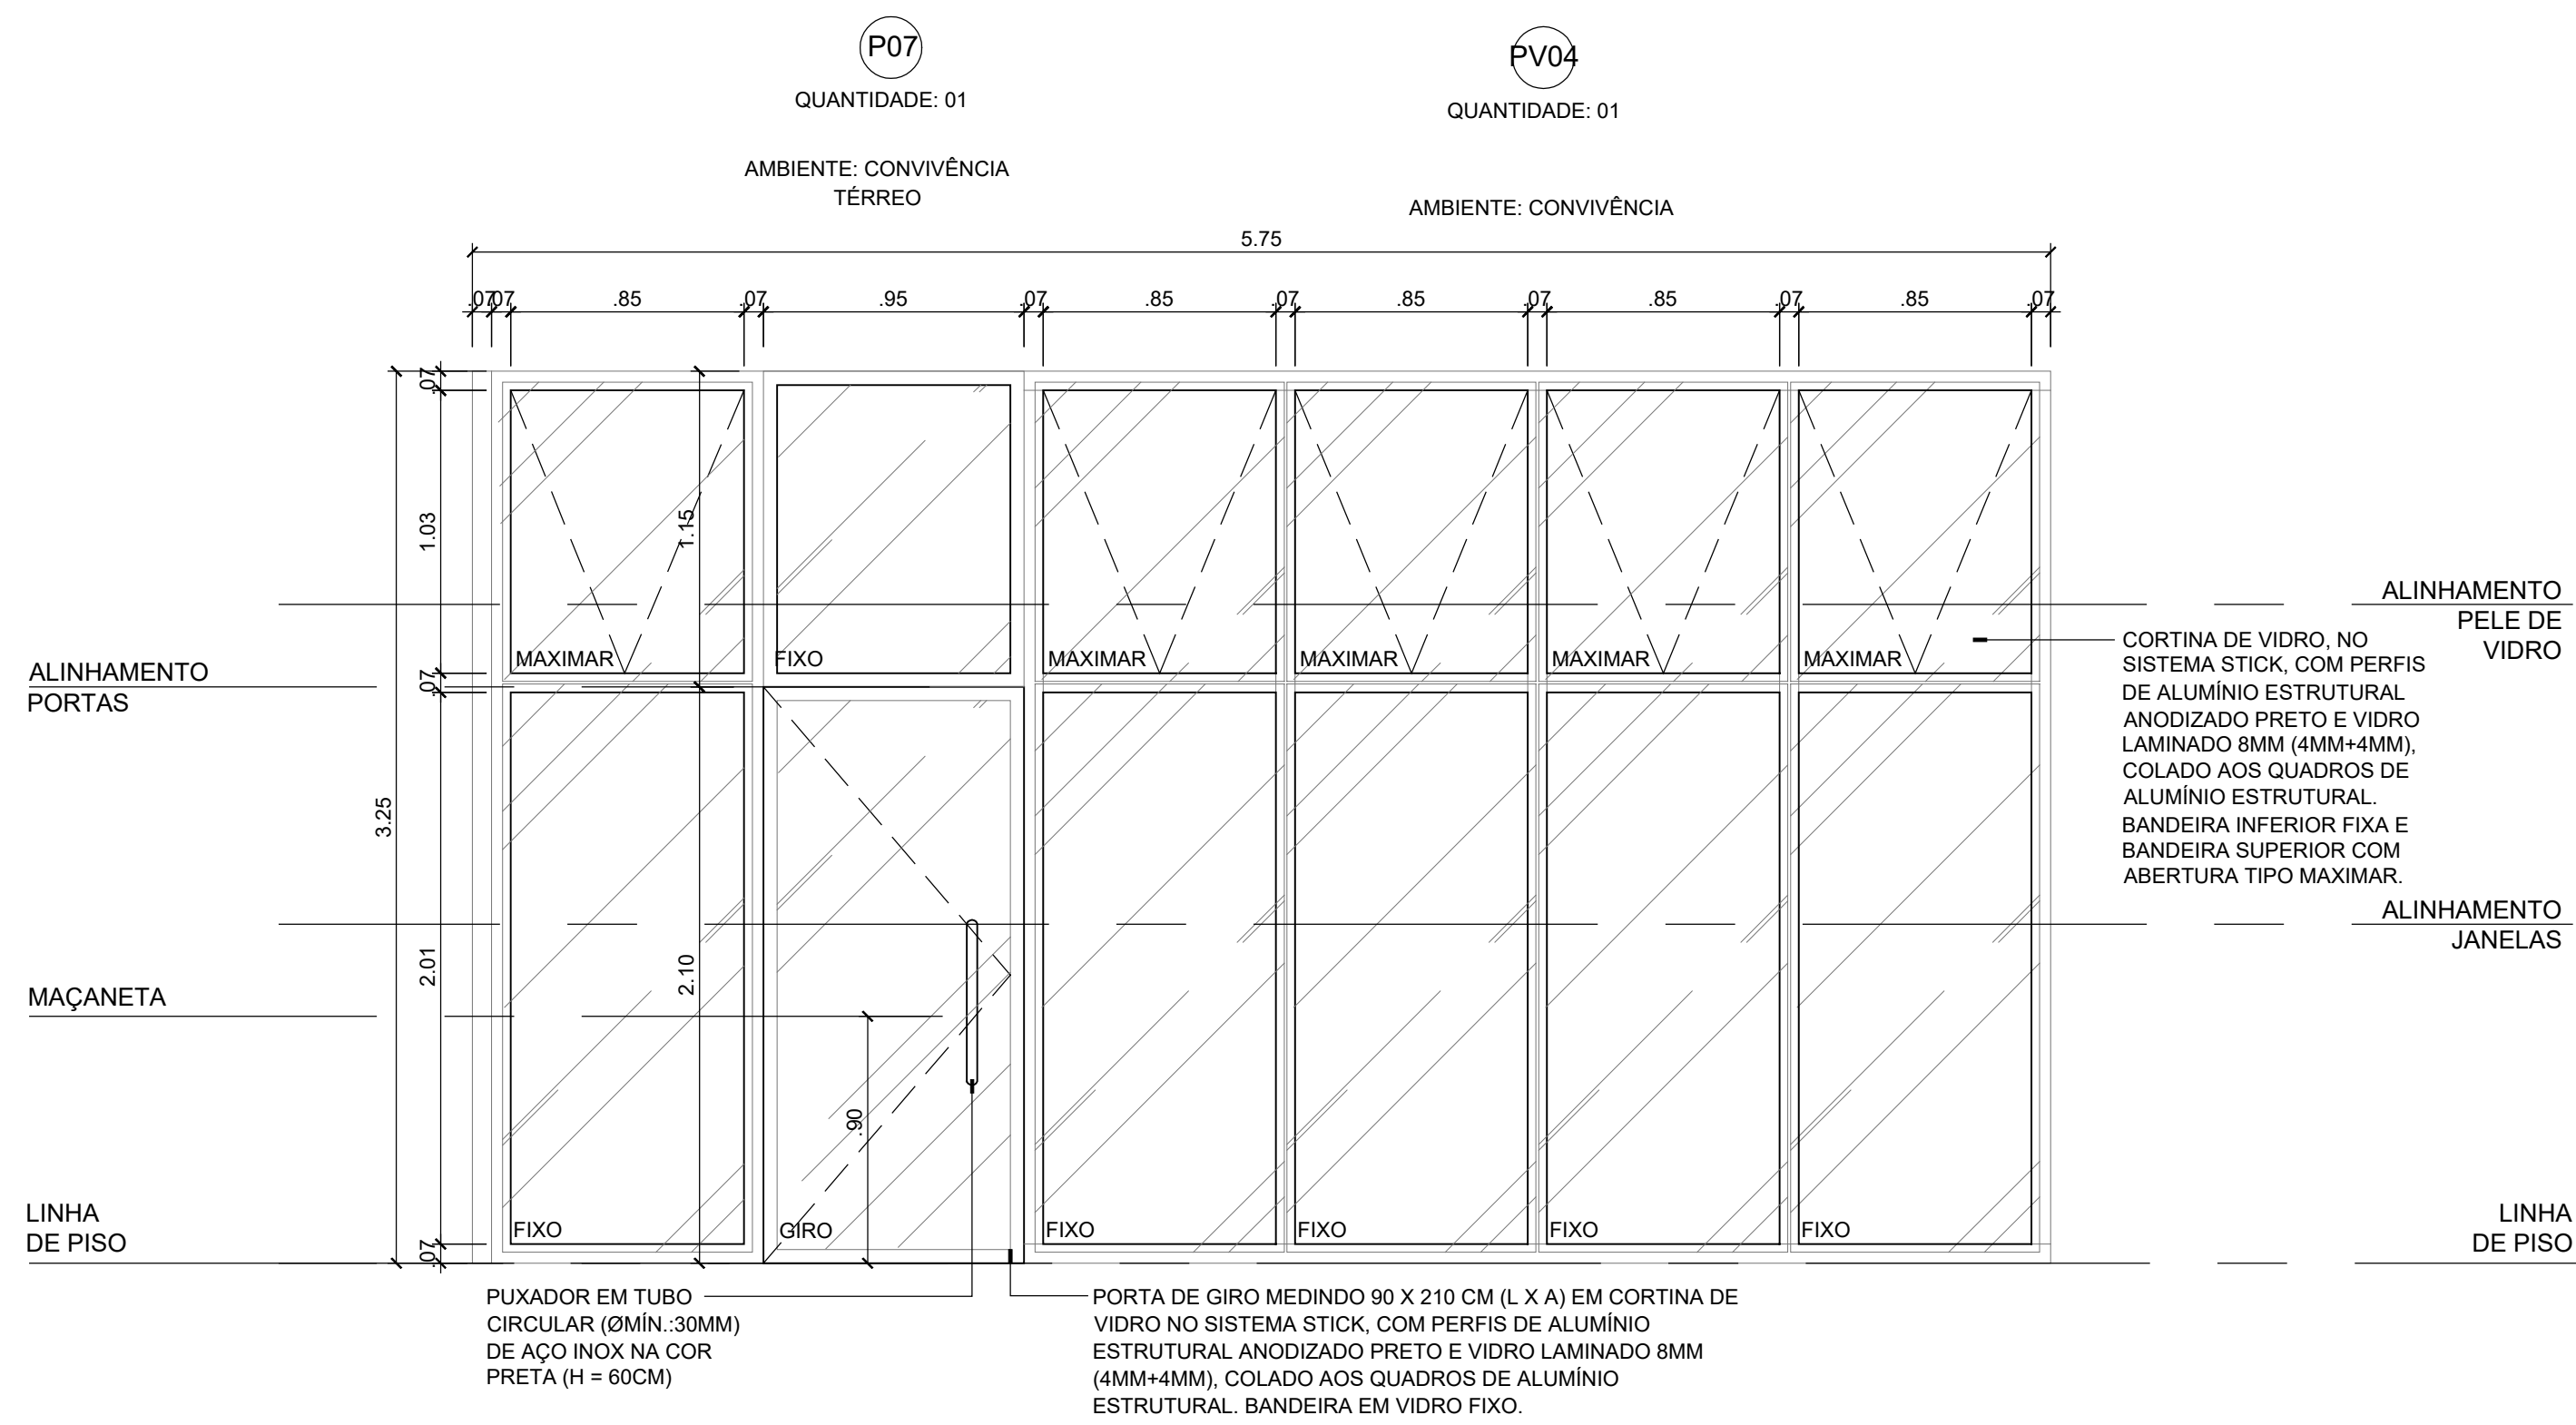 P07
QUANTIDADE: 01
AMBIENTE: CONVIVÊNCIA
TÉRREO
PV04
QUANTIDADE: 01
AMBIENTE: CONVIVÊNCIA
5.75
.07
.07
.85
.07
.95
.07
.85
.07
.85
.07
.85
.07
.85
.07
.07
1.03
.07
2.01
.07
3.25
1.15
2.10
.90
MAXIMAR
FIXO
MAXIMAR
MAXIMAR
MAXIMAR
MAXIMAR
FIXO
GIRO
FIXO
FIXO
FIXO
FIXO
ALINHAMENTO
PORTAS
MAÇANETA
LINHA
DE PISO
ALINHAMENTO
PELE DE
VIDRO
CORTINA DE VIDRO, NO
SISTEMA STICK, COM PERFIS
DE ALUMÍNIO ESTRUTURAL
ANODIZADO PRETO E VIDRO
LAMINADO 8MM (4MM+4MM),
COLADO AOS QUADROS DE
ALUMÍNIO ESTRUTURAL.
BANDEIRA INFERIOR FIXA E
BANDEIRA SUPERIOR COM
ABERTURA TIPO MAXIMAR.
ALINHAMENTO
JANELAS
LINHA
DE PISO
PUXADOR EM TUBO
CIRCULAR (ØMÍN.:30MM)
DE AÇO INOX NA COR
PRETA (H = 60CM)
PORTA DE GIRO MEDINDO 90 X 210 CM (L X A) EM CORTINA DE
VIDRO NO SISTEMA STICK, COM PERFIS DE ALUMÍNIO
ESTRUTURAL ANODIZADO PRETO E VIDRO LAMINADO 8MM
(4MM+4MM), COLADO AOS QUADROS DE ALUMÍNIO
ESTRUTURAL. BANDEIRA EM VIDRO FIXO.